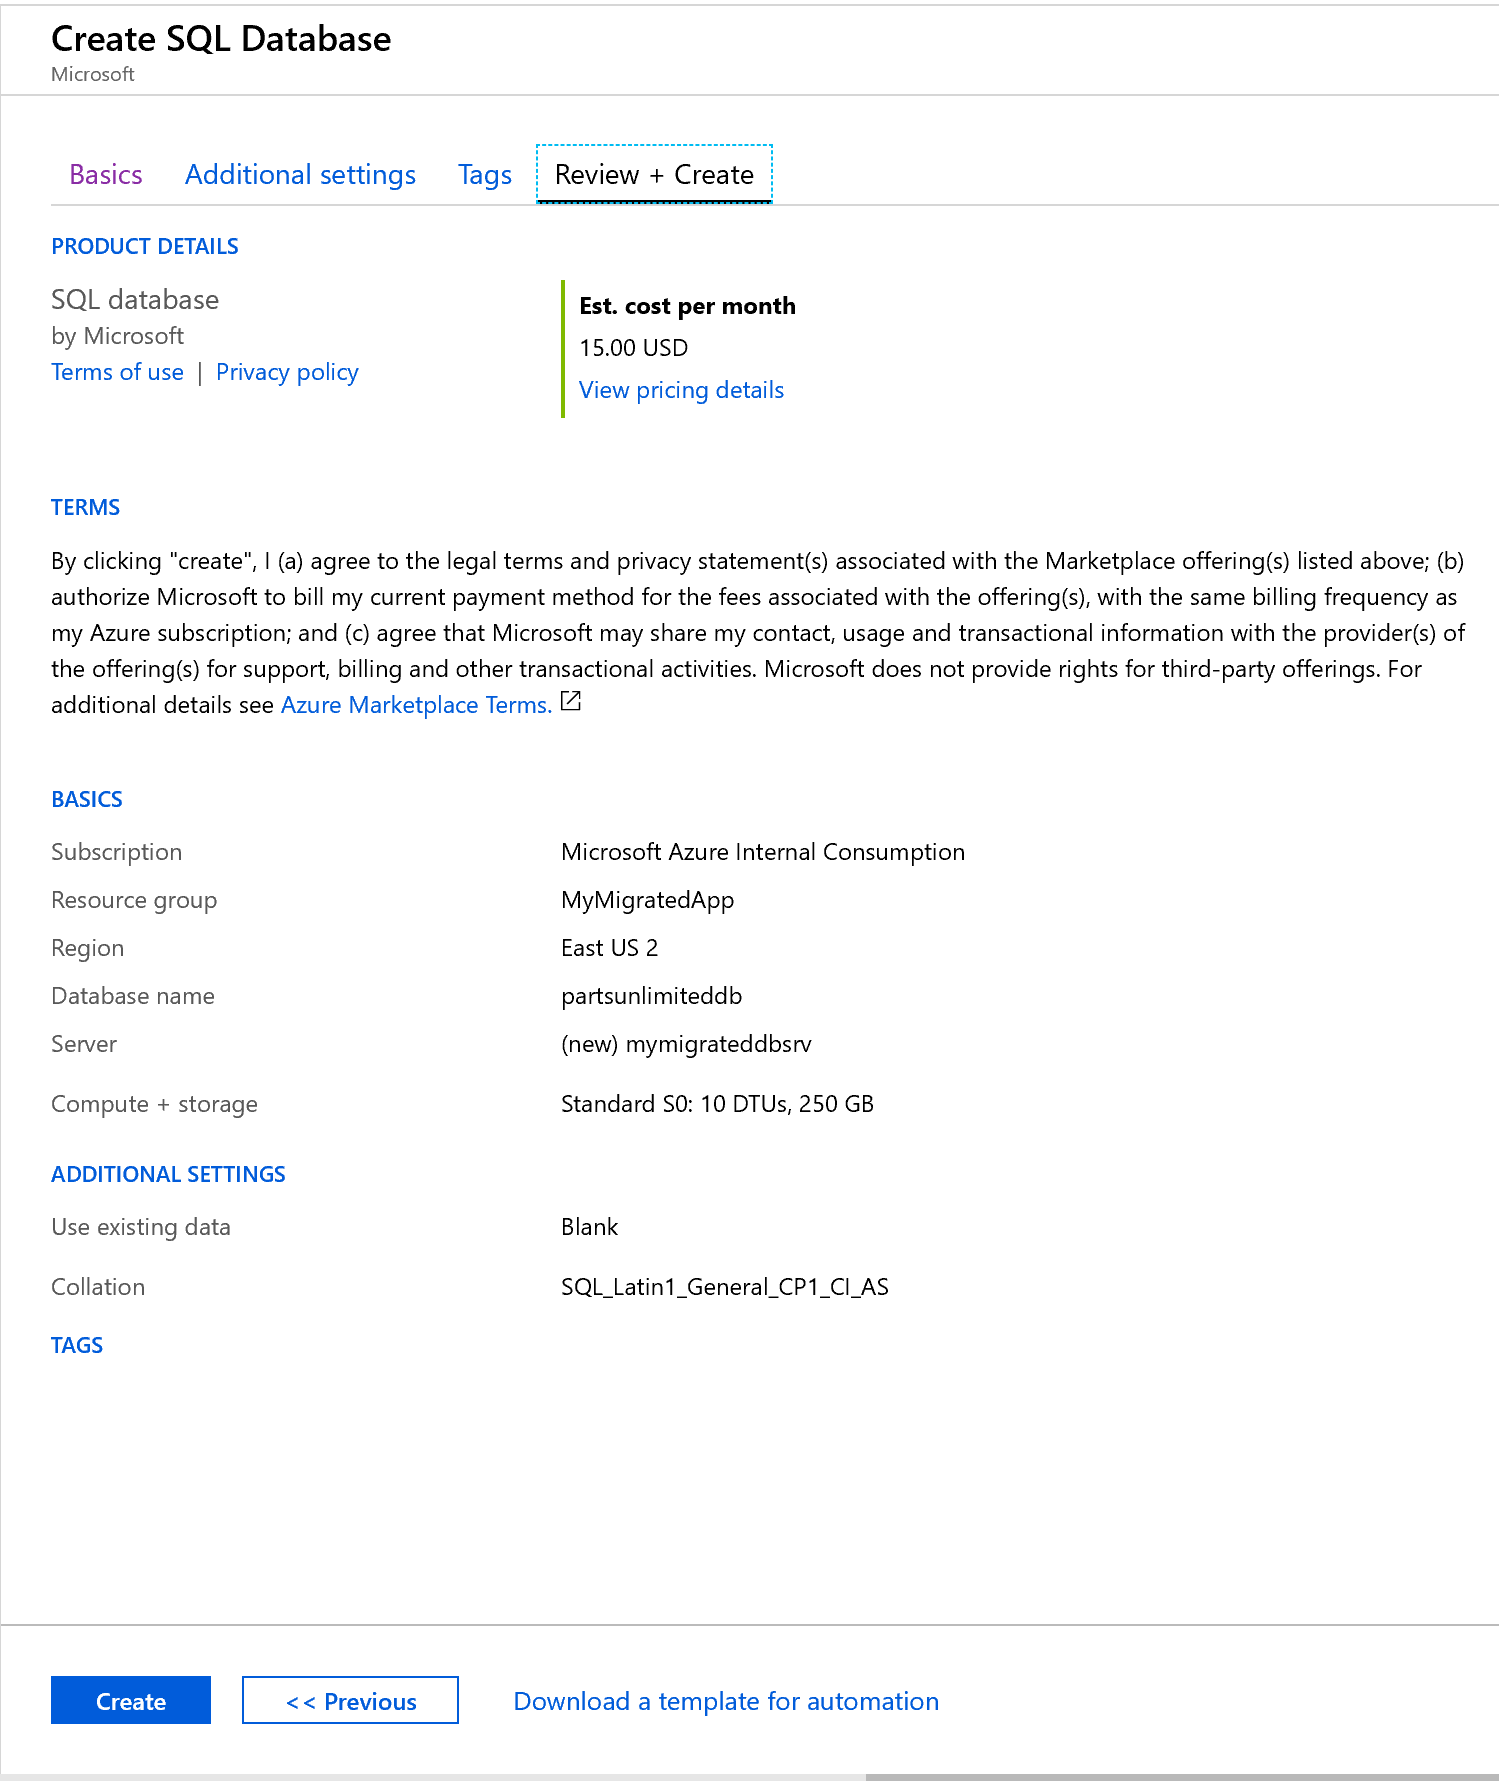 Create SQL Database
Microsoft
Basics Additional settings Tags Review + Create
PRODUCT DETAILS
SQL database
by Microsoft
Terms of use | Privacy policy
Est. cost per month
15.00 USD
View pricing details
TERMS
By clicking "create", I (a) agree to the legal terms and privacy statement(s) associated with the Marketplace offering(s) listed above; (b)
authorize Microsoft to bill my current payment method for the fees associated with the offering(s), with the same billing frequency as
my Azure subscription; and (c) agree that Microsoft may share my contact, usage and transactional information with the provider(s) of
the offering(s) for support, billing and other transactional activities. Microsoft does not provide rights for third-party offerings. For
additional details see Azure Marketplace Terms.
BASICS
Subscription Microsoft Azure Internal Consumption
Resource group MyMigratedApp
Region East US 2
Database name partsunlimiteddb
Server (new) mymigrateddbsrv
Compute + storage Standard S0: 10 DTUs, 250 GB
ADDITIONAL SETTINGS
Use existing data Blank
Collation SQL_Latin1_General_CP1_CI_AS
TAGS
Create << Previous Download a template for automation